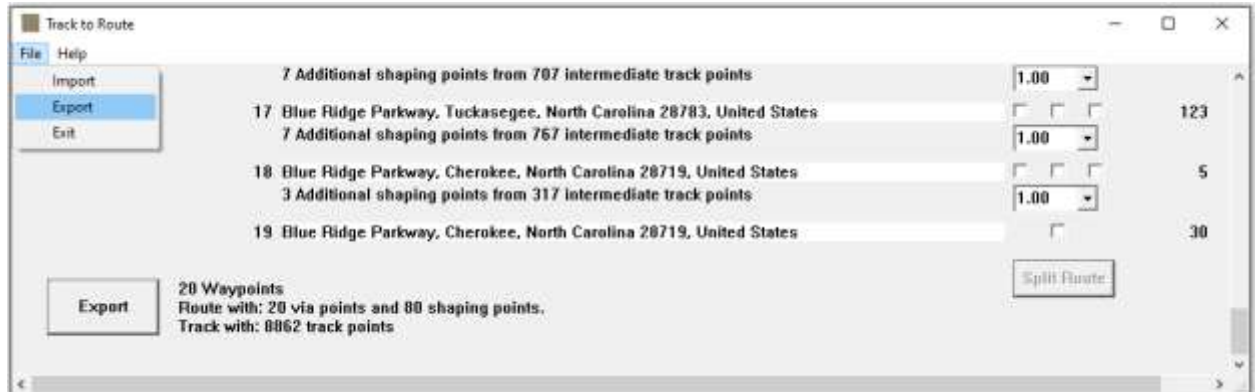 Track to Route
File Help
Import
Export
Exit
7 Additional shaping points from 707 intermediate track points
1.00
17 Blue Ridge Parkway, Tuckasegee, North Carolina 28783, United States
123
7 Additional shaping points from 767 intermediate track points
1.00
18 Blue Ridge Parkway, Cherokee, North Carolina 28719, United States
5
3 Additional shaping points from 317 intermediate track points
1.00
19 Blue Ridge Parkway, Cherokee, North Carolina 28719, United States
30
Split Route
Export
20 Waypoints
Route with: 20 via points and 80 shaping points.
Track with: 8862 track points